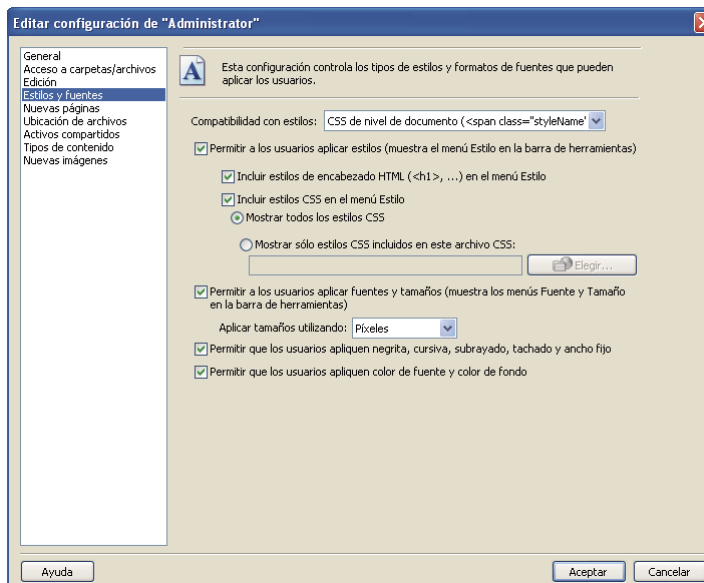 Editar configuración de "Administrator"
General
Acceso a carpetas/archivos
Edición
Estilos y fuentes
Nuevas páginas
Ubicación de archivos
Activos compartidos
Tipos de contenido
Nuevas imágenes
A
Esta configuración controla los tipos de estilos y formatos de fuentes que pueden
aplicar los usuarios.
Compatibilidad con estilos: CSS de nivel de documento (<span class="styleName"
Permitir a los usuarios aplicar estilos (muestra el menú Estilo en la barra de herramientas)
Incluir estilos de encabezado HTML (<h1>, ...) en el menú Estilo
Incluir estilos CSS en el menú Estilo
Mostrar todos los estilos CSS
Mostrar sólo estilos CSS incluidos en este archivo CSS:
Elegir...
Permitir a los usuarios aplicar fuentes y tamaños (muestra los menús Fuente y Tamaño
en la barra de herramientas)
Aplicar tamaños utilizando: Píxeles
Permitir que los usuarios apliquen negrita, cursiva, subrayado, tachado y ancho fijo
Permitir que los usuarios apliquen color de fuente y color de fondo
Ayuda
Aceptar
Cancelar